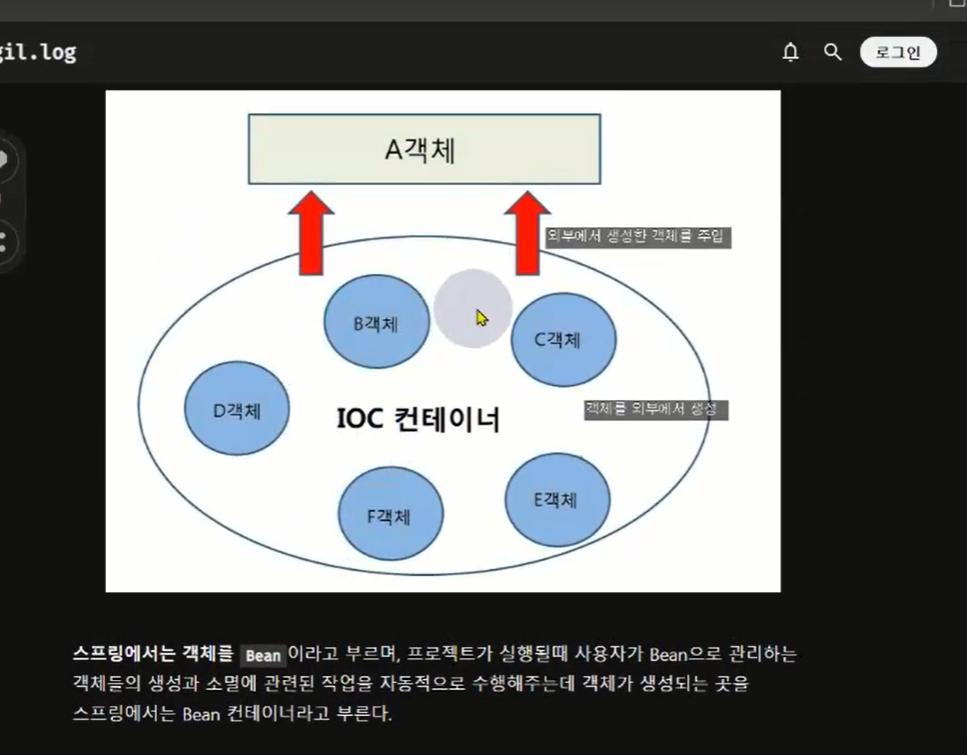 gil.log
로그인
A객체
외부에서 생성한 객체를 주입
B객체
C객체
D객체
IOC 컨테이너
객체를 외부에서 생성
F객체
E객체
스프링에서는 객체를 Bean이라고 부르며, 프로젝트가 실행될때 사용자가 Bean으로 관리하는
객체들의 생성과 소멸에 관련된 작업을 자동적으로 수행해주는데 객체가 생성되는 곳을
스프링에서는 Bean 컨테이너라고 부른다.